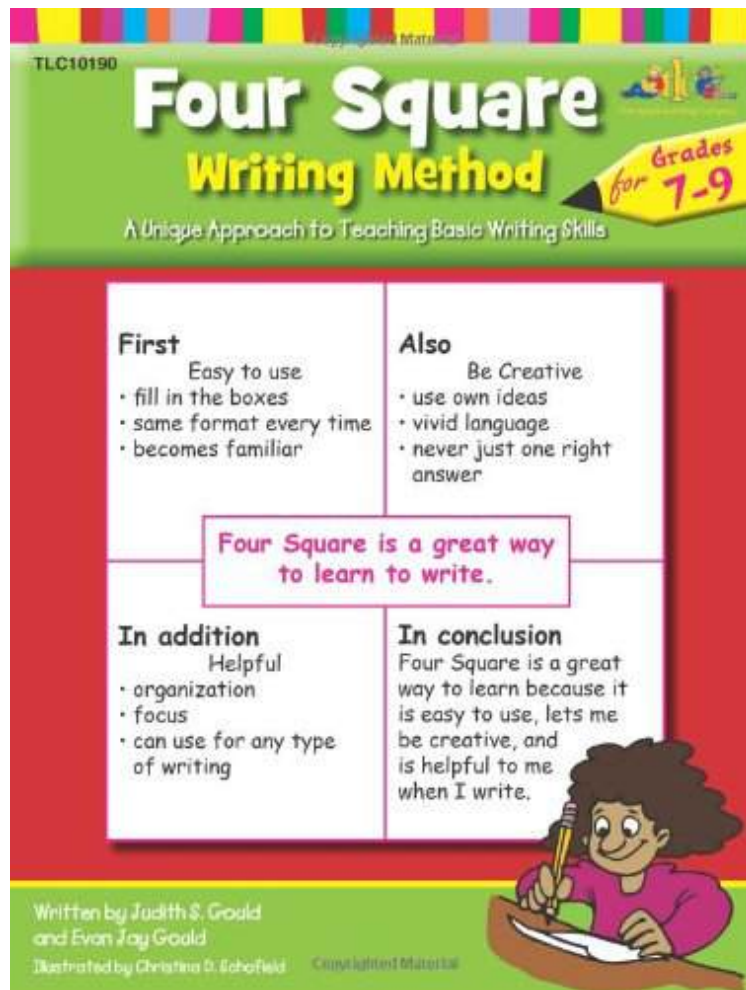 Copyrighted Material
TLC10190
Four Square
Writing Method
for Grades
7-9
A Unique Approach to Teaching Basic Writing Skills
First
Easy to use
• fill in the boxes
• same format every time
• becomes familiar
Also
Be Creative
• use own ideas
• vivid language
• never just one right
answer
Four Square is a great way
to learn to write.
In addition
Helpful
• organization
• focus
• can use for any type
of writing
In conclusion
Four Square is a great
way to learn because it
is easy to use, lets me
be creative, and
is helpful to me
when I write.
Written by Judith S. Gould
and Evan Jay Gould
Illustrated by Christina D. Schofield
Copyrighted Material